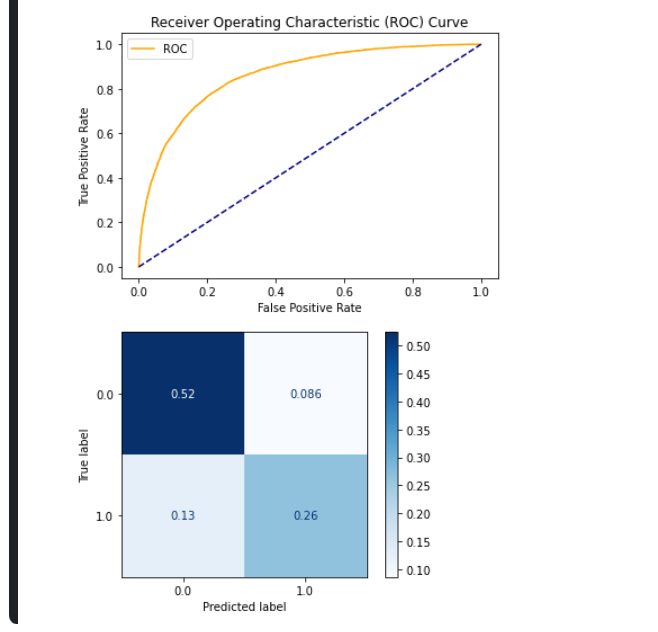 Receiver Operating Characteristic (ROC) Curve
ROC
1.0
0.8
0.6
0.4
0.2
0.0
True Positive Rate
0.0 0.2 0.4 0.6 0.8 1.0
False Positive Rate
0.52 0.086
0.13 0.26
0.0
1.0
True label
0.0 1.0
Predicted label
0.50
0.45
0.40
0.35
0.30
0.25
0.20
0.15
0.10